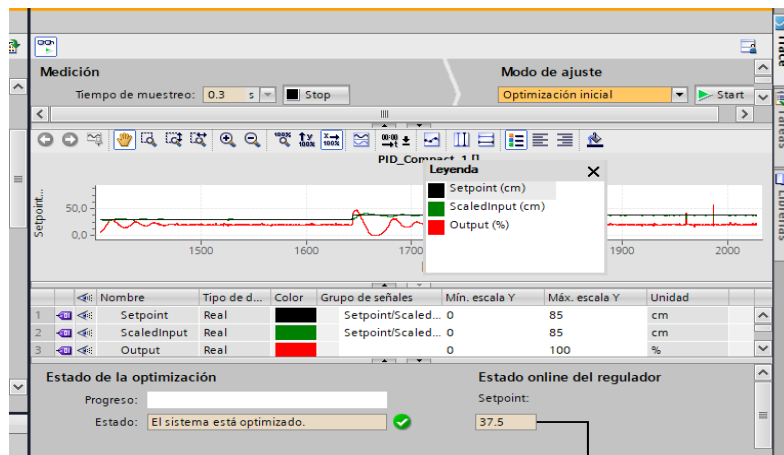 Medición
Modo de ajuste
Tiempo de muestreo: 0.3 s Stop
Optimización inicial Start
PID_Compact_1 []
Leyenda
Setpoint (cm)
ScaledInput (cm)
Output (%)
Setpoint...
50,0
0,0
1500 1600 1700 1900 2000
Nombre Tipo de d... Color Grupo de señales Mín. escala Y Máx. escala Y Unidad
1 Setpoint Real Setpoint/Scaled... 0 85 cm
2 ScaledInput Real Setpoint/Scaled... 0 85 cm
3 Output Real 0 100 %
Estado de la optimización
Estado online del regulador
Progreso:
Setpoint:
Estado: El sistema está optimizado.
37.5
Trace
Tareas
Librerías